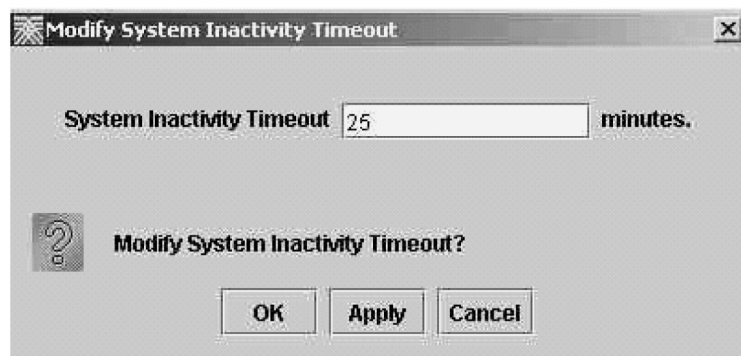 Modify System Inactivity Timeout
System Inactivity Timeout 25 minutes.
Modify System Inactivity Timeout?
OK Apply Cancel